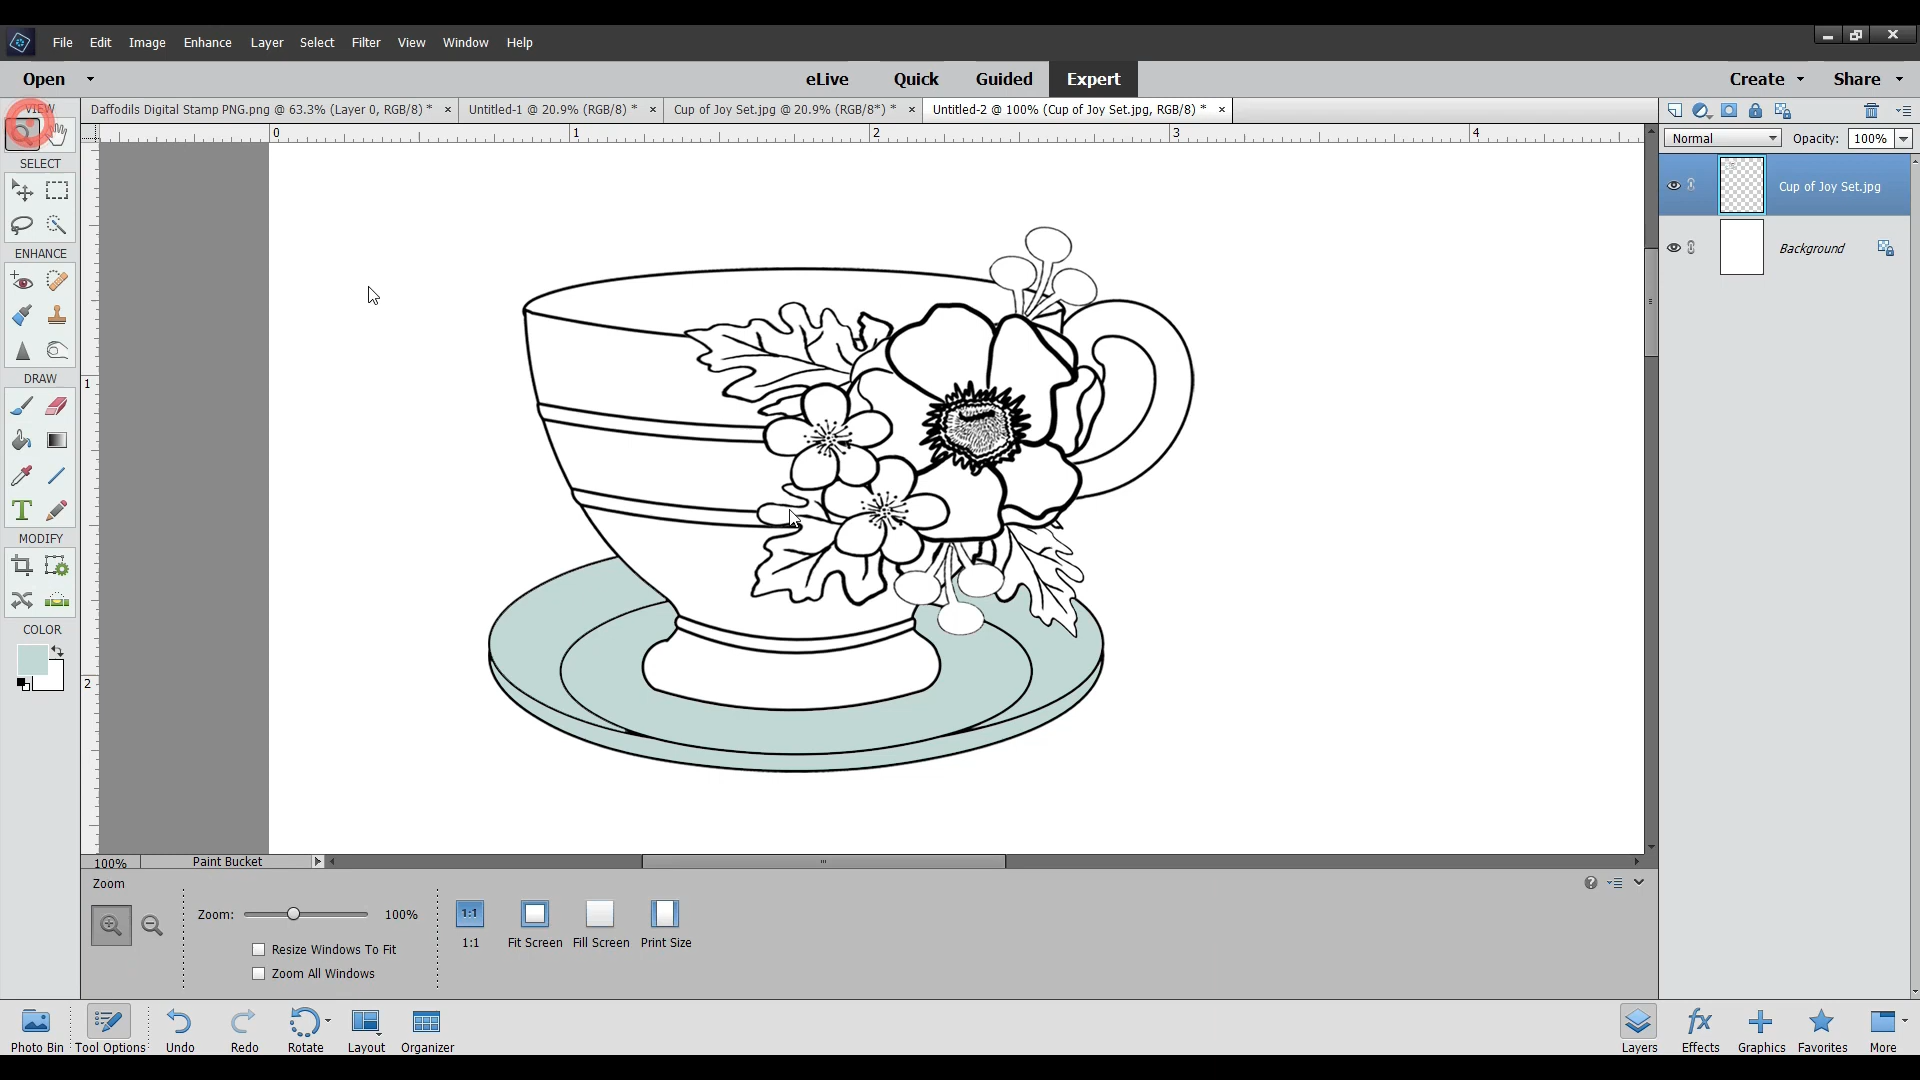 File Edit Image Enhance Layer Select Filter View Window Help
Open eLive Quick Guided Expert Create Share
VIEW
Daffodils Digital Stamp PNG.png @ 63.3% (Layer 0, RGB/8) * × Untitled-1 @ 20.9% (RGB/8) * × Cup of Joy Set.jpg @ 20.9% (RGB/8*) * × Untitled-2 @ 100% (Cup of Joy Set.jpg, RGB/8) * ×
0 1 2 3 4
Normal Opacity: 100%
SELECT
Cup of Joy Set.jpg
Background
ENHANCE
1
DRAW
T
MODIFY
COLOR
2
100% Paint Bucket
Zoom
Zoom: 100%
1:1
1:1 Fit Screen Fill Screen Print Size
Resize Windows To Fit
Zoom All Windows
fx
Photo Bin Tool Options Undo Redo Rotate Layout Organizer Layers Effects Graphics Favorites More